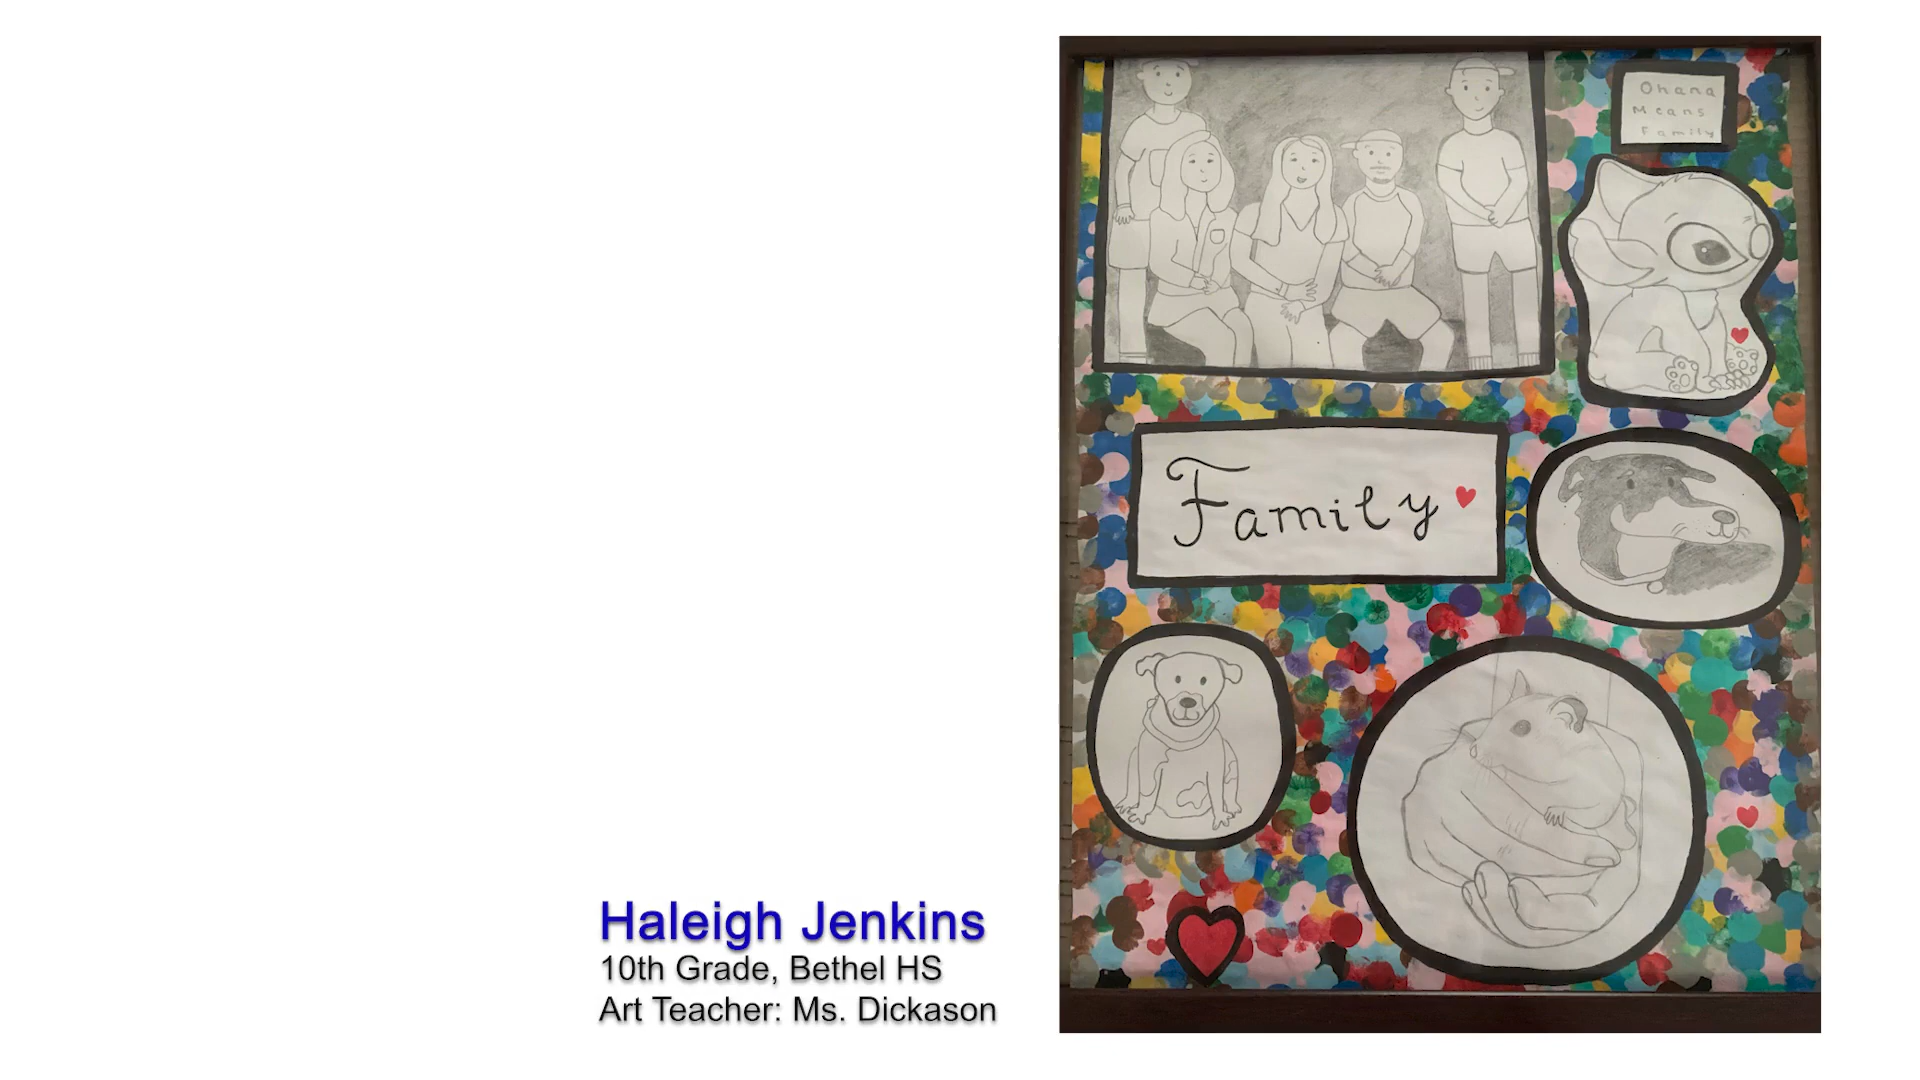 Ohana
Means
Family
Family
Haleigh Jenkins
10th Grade, Bethel HS
Art Teacher: Ms. Dickason